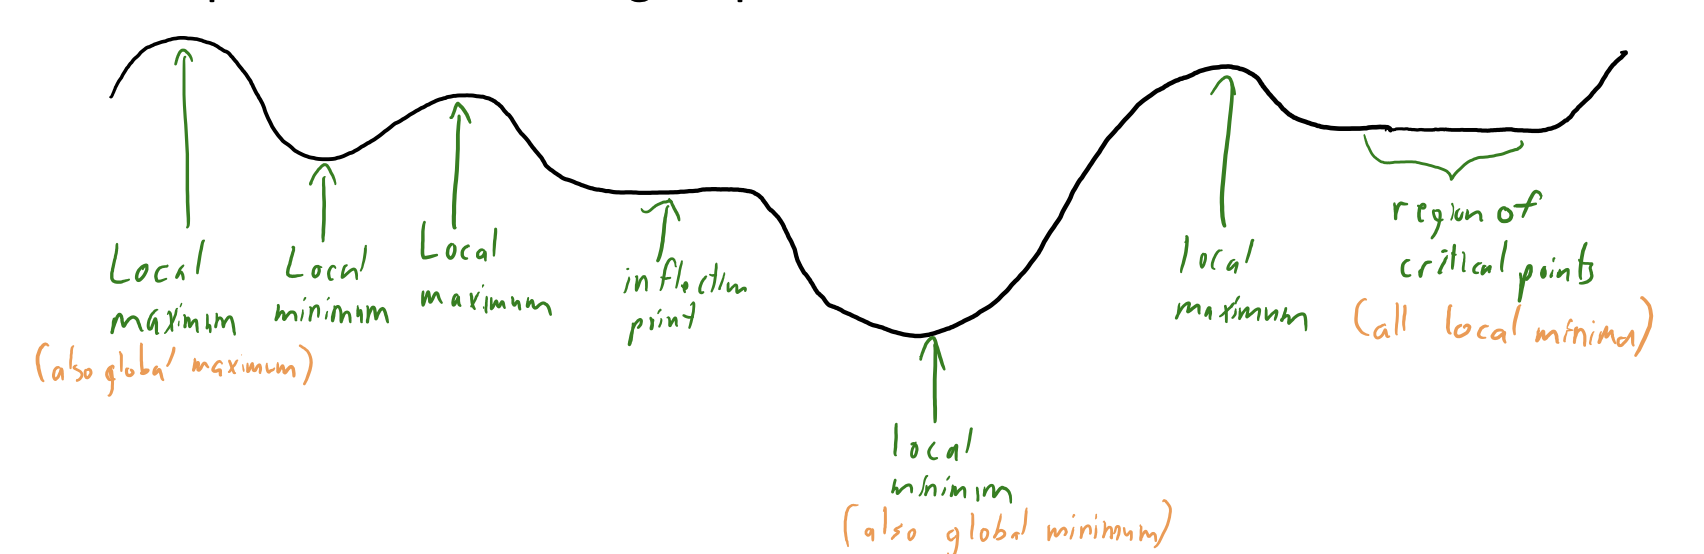 Local
maximum
(also global maximum)
Local
minimum
Local
maximum
inflection
point
local
minimum
(also global minimum)
local
maximum
region of
critical points
(all local minima)